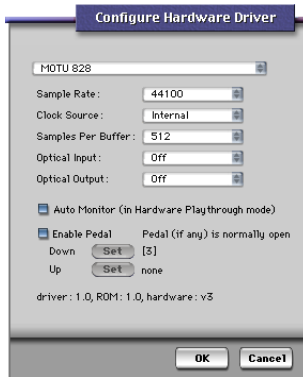 Configure Hardware Driver
MOTU 828
Sample Rate: 44100
Clock Source: Internal
Samples Per Buffer: 512
Optical Input: Off
Optical Output: Off
Auto Monitor (in Hardware Playthrough mode)
Enable Pedal Pedal (if any) is normally open
Down Set [3]
Up Set none
driver: 1.0, ROM: 1.0, hardware: v3
OK Cancel